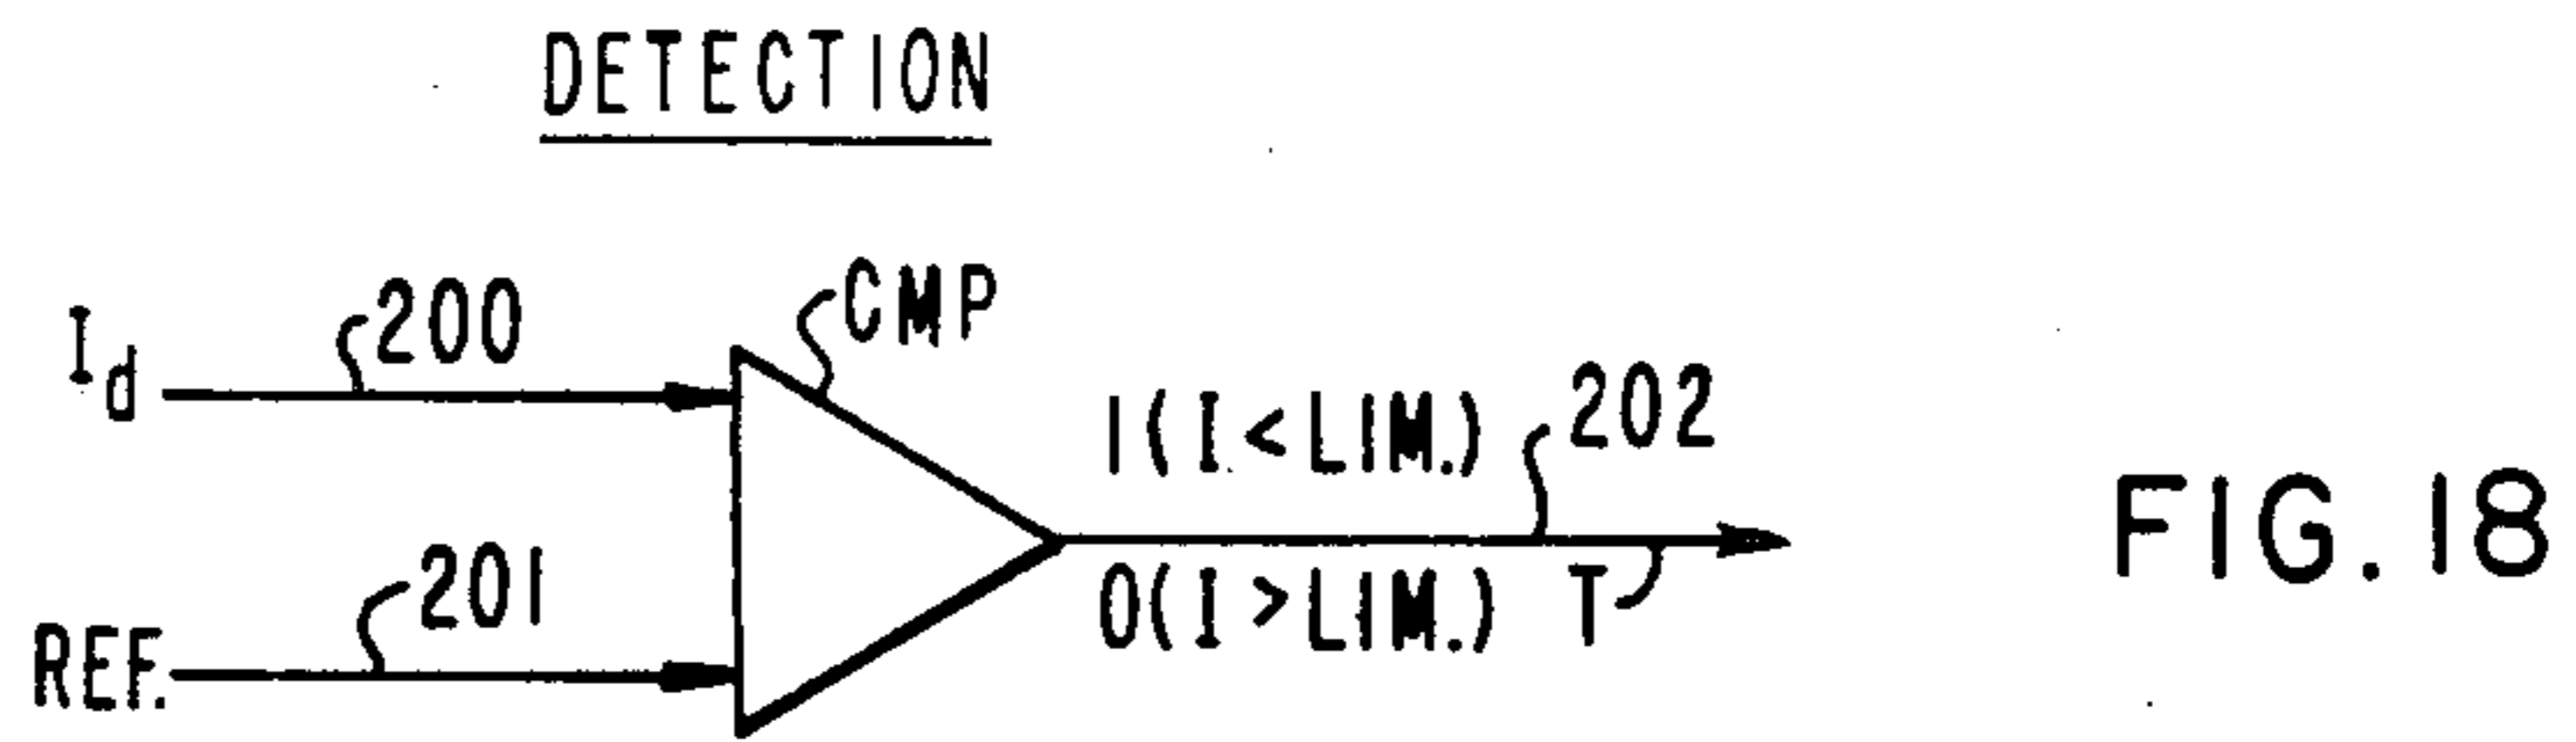 DETECTION
CMP
200
Id
1(I<LIM.)
202
FIG.18
201
0(I>LIM.)
T
REF.